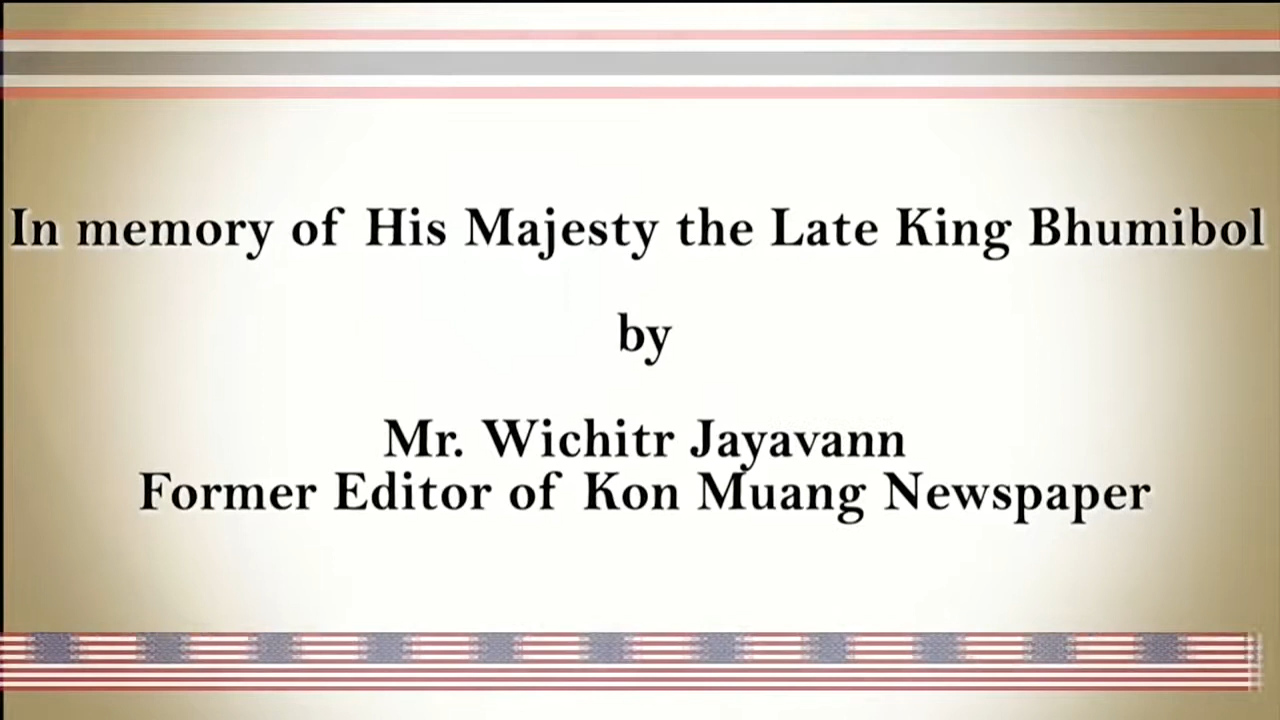 In memory of His Majesty the Late King Bhumibol
by
Mr. Wichitr Jayavann
Former Editor of Kon Muang Newspaper